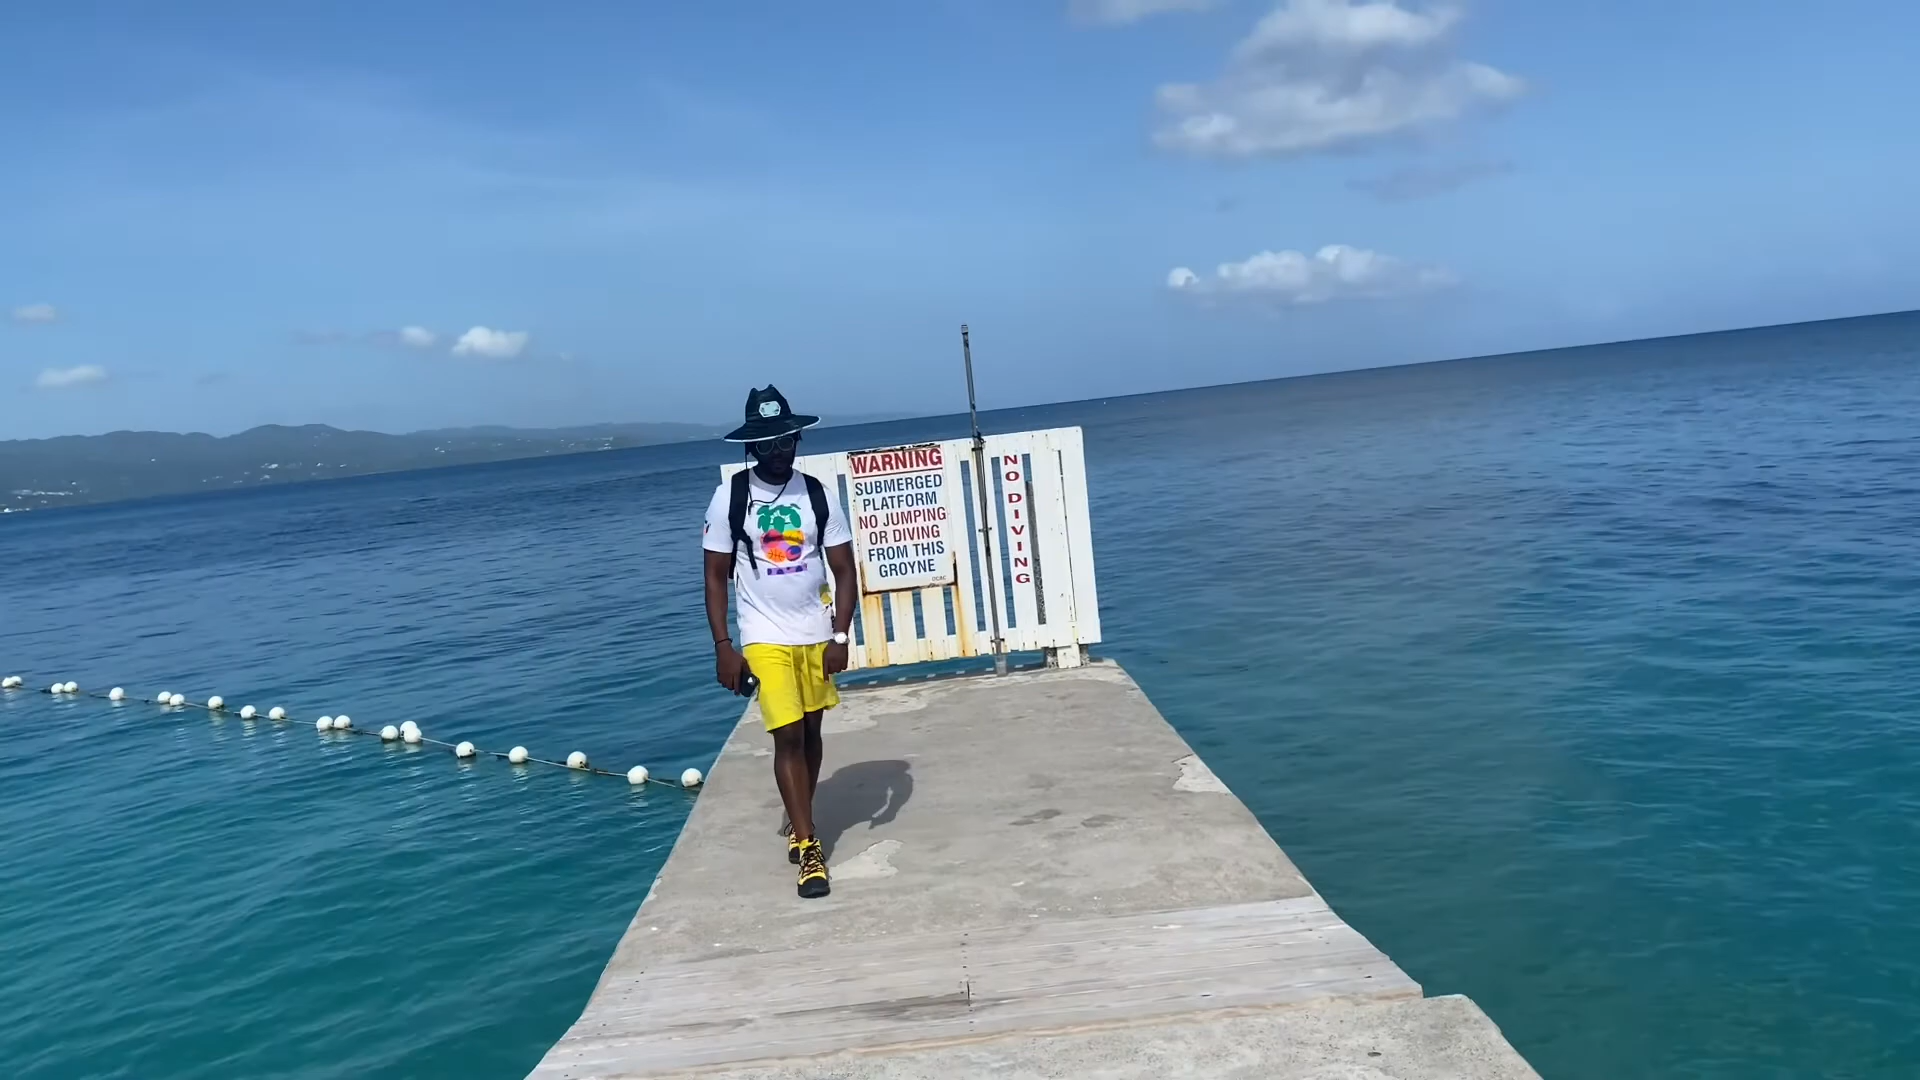 WARNING
SUBMERGED
PLATFORM
NO JUMPING
OR DIVING
FROM THIS
GROYNE
NO DIVING